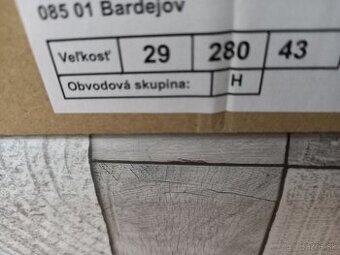 085 01 Bardejov
Veľkosť 29 280 43
Obvodová skupina: H